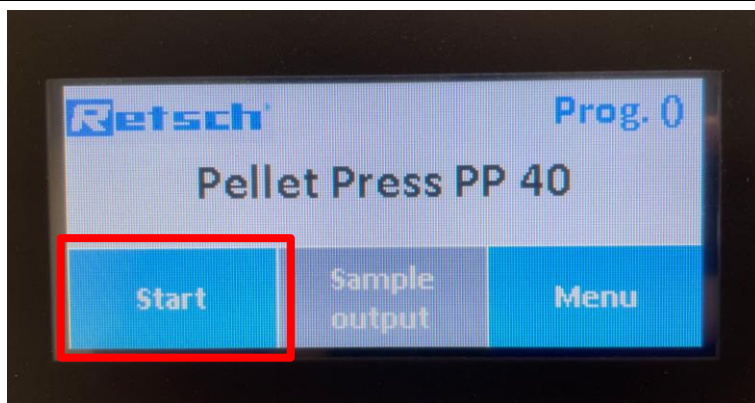 Retsch Prog. 0
Pellet Press PP 40
Start
Sample
output
Menu